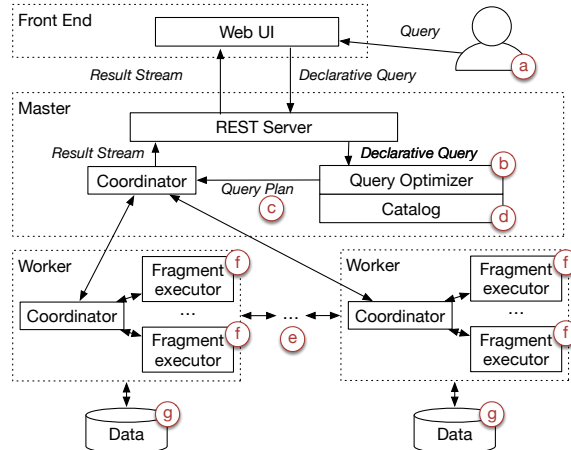 Front End
Web UI
Query
a
Result Stream
Declarative Query
Master
REST Server
Result Stream
Declarative Query
b
Coordinator
Query Plan
Query Optimizer
c
Catalog
d
Worker
Fragment
executor
f
Coordinator
...
Fragment
executor
f
...
e
Worker
Fragment
executor
f
Coordinator
...
Fragment
executor
f
Data
g
Data
g